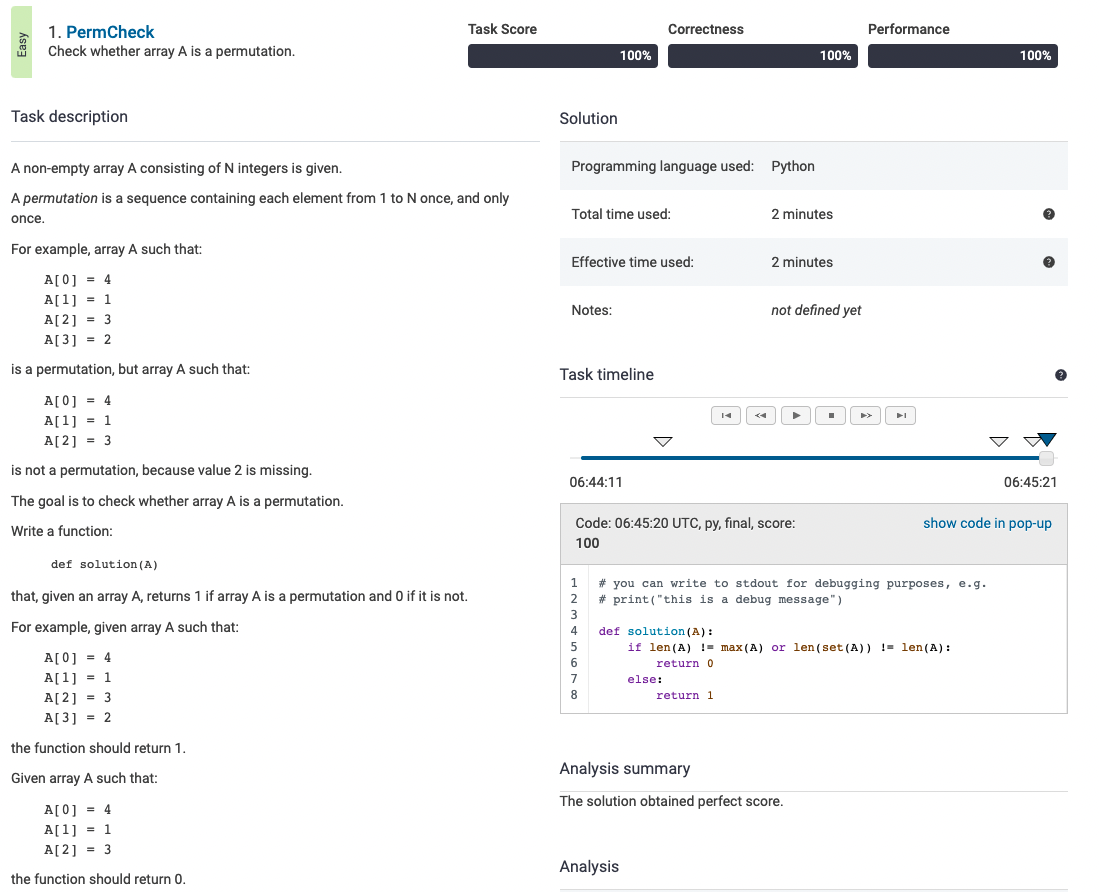 Easy
1. PermCheck
Check whether array A is a permutation.
Task Score
100%
Correctness
100%
Performance
100%
Task description
A non-empty array A consisting of N integers is given.
A permutation is a sequence containing each element from 1 to N once, and only
once.
For example, array A such that:
A[0] = 4
A[1] = 1
A[2] = 3
A[3] = 2
is a permutation, but array A such that:
A[0] = 4
A[1] = 1
A[2] = 3
is not a permutation, because value 2 is missing.
The goal is to check whether array A is a permutation.
Write a function:
def solution(A)
that, given an array A, returns 1 if array A is a permutation and 0 if it is not.
For example, given array A such that:
A[0] = 4
A[1] = 1
A[2] = 3
A[3] = 2
the function should return 1.
Given array A such that:
A[0] = 4
A[1] = 1
A[2] = 3
the function should return 0.
Solution
Programming language used: Python
Total time used: 2 minutes ?
Effective time used: 2 minutes ?
Notes: not defined yet
Task timeline ?
06:44:11 06:45:21
Code: 06:45:20 UTC, py, final, score: show code in pop-up
100
1 # you can write to stdout for debugging purposes, e.g.
2 # print("this is a debug message")
3
4 def solution(A):
5     if len(A) != max(A) or len(set(A)) != len(A):
6         return 0
7     else:
8         return 1
Analysis summary
The solution obtained perfect score.
Analysis